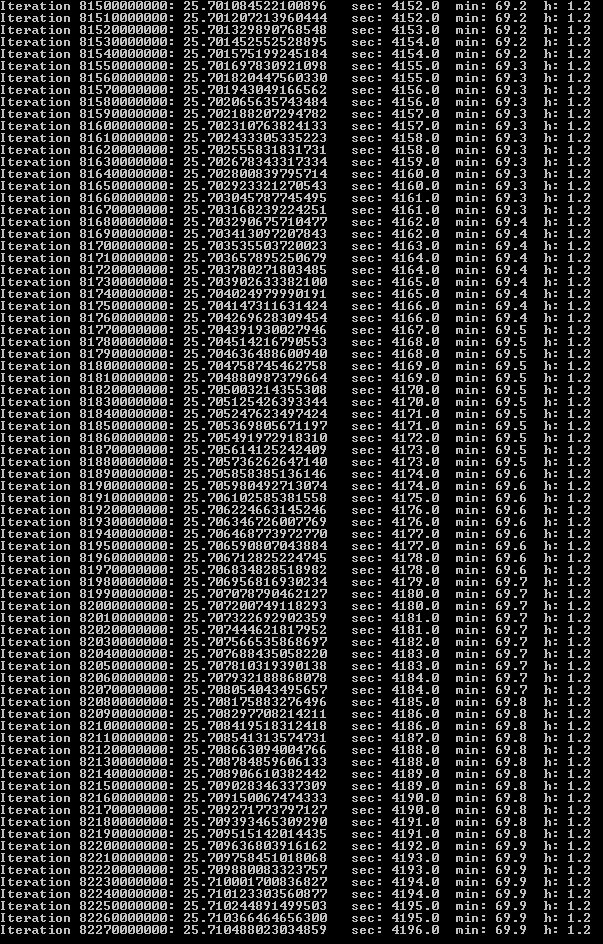 Iteration 81500000000: 25.701084522100896 sec: 4152.0 min: 69.2 h: 1.2
Iteration 81510000000: 25.701207213960444 sec: 4152.0 min: 69.2 h: 1.2
Iteration 81520000000: 25.701329890768548 sec: 4153.0 min: 69.2 h: 1.2
Iteration 81530000000: 25.701452552528895 sec: 4154.0 min: 69.2 h: 1.2
Iteration 81540000000: 25.701575199245184 sec: 4154.0 min: 69.2 h: 1.2
Iteration 81550000000: 25.701697830921098 sec: 4155.0 min: 69.3 h: 1.2
Iteration 81560000000: 25.701820447560330 sec: 4155.0 min: 69.3 h: 1.2
Iteration 81570000000: 25.701943049166562 sec: 4156.0 min: 69.3 h: 1.2
Iteration 81580000000: 25.702065635743484 sec: 4156.0 min: 69.3 h: 1.2
Iteration 81590000000: 25.702188207294782 sec: 4157.0 min: 69.3 h: 1.2
Iteration 81600000000: 25.702310763824133 sec: 4157.0 min: 69.3 h: 1.2
Iteration 81610000000: 25.702433305335223 sec: 4158.0 min: 69.3 h: 1.2
Iteration 81620000000: 25.702555831831731 sec: 4158.0 min: 69.3 h: 1.2
Iteration 81630000000: 25.702678343317334 sec: 4159.0 min: 69.3 h: 1.2
Iteration 81640000000: 25.702800839795714 sec: 4160.0 min: 69.3 h: 1.2
Iteration 81650000000: 25.702923321270543 sec: 4160.0 min: 69.3 h: 1.2
Iteration 81660000000: 25.703045787745495 sec: 4161.0 min: 69.3 h: 1.2
Iteration 81670000000: 25.703168239224251 sec: 4161.0 min: 69.3 h: 1.2
Iteration 81680000000: 25.703290675710477 sec: 4162.0 min: 69.4 h: 1.2
Iteration 81690000000: 25.703413097207843 sec: 4162.0 min: 69.4 h: 1.2
Iteration 81700000000: 25.703535503720023 sec: 4163.0 min: 69.4 h: 1.2
Iteration 81710000000: 25.703657895250679 sec: 4164.0 min: 69.4 h: 1.2
Iteration 81720000000: 25.703780271803485 sec: 4164.0 min: 69.4 h: 1.2
Iteration 81730000000: 25.703902633382100 sec: 4165.0 min: 69.4 h: 1.2
Iteration 81740000000: 25.704024979990191 sec: 4165.0 min: 69.4 h: 1.2
Iteration 81750000000: 25.704147311631424 sec: 4166.0 min: 69.4 h: 1.2
Iteration 81760000000: 25.704269628309454 sec: 4166.0 min: 69.4 h: 1.2
Iteration 81770000000: 25.704391930027946 sec: 4167.0 min: 69.5 h: 1.2
Iteration 81780000000: 25.704514216790553 sec: 4168.0 min: 69.5 h: 1.2
Iteration 81790000000: 25.704636488600940 sec: 4168.0 min: 69.5 h: 1.2
Iteration 81800000000: 25.704758745462758 sec: 4169.0 min: 69.5 h: 1.2
Iteration 81810000000: 25.704880987379664 sec: 4169.0 min: 69.5 h: 1.2
Iteration 81820000000: 25.705003214355308 sec: 4170.0 min: 69.5 h: 1.2
Iteration 81830000000: 25.705125426393344 sec: 4170.0 min: 69.5 h: 1.2
Iteration 81840000000: 25.705247623497424 sec: 4171.0 min: 69.5 h: 1.2
Iteration 81850000000: 25.705369805671197 sec: 4171.0 min: 69.5 h: 1.2
Iteration 81860000000: 25.705491972918310 sec: 4172.0 min: 69.5 h: 1.2
Iteration 81870000000: 25.705614125242409 sec: 4173.0 min: 69.5 h: 1.2
Iteration 81880000000: 25.705736262647140 sec: 4173.0 min: 69.5 h: 1.2
Iteration 81890000000: 25.705858385136146 sec: 4174.0 min: 69.6 h: 1.2
Iteration 81900000000: 25.705980492713074 sec: 4174.0 min: 69.6 h: 1.2
Iteration 81910000000: 25.706102585381558 sec: 4175.0 min: 69.6 h: 1.2
Iteration 81920000000: 25.706224663145246 sec: 4176.0 min: 69.6 h: 1.2
Iteration 81930000000: 25.706346726007769 sec: 4176.0 min: 69.6 h: 1.2
Iteration 81940000000: 25.706468773972770 sec: 4177.0 min: 69.6 h: 1.2
Iteration 81950000000: 25.706590807043884 sec: 4177.0 min: 69.6 h: 1.2
Iteration 81960000000: 25.706712825224745 sec: 4178.0 min: 69.6 h: 1.2
Iteration 81970000000: 25.706834828518982 sec: 4178.0 min: 69.6 h: 1.2
Iteration 81980000000: 25.706956816930234 sec: 4179.0 min: 69.7 h: 1.2
Iteration 81990000000: 25.707078790462127 sec: 4180.0 min: 69.7 h: 1.2
Iteration 82000000000: 25.707200749118293 sec: 4180.0 min: 69.7 h: 1.2
Iteration 82010000000: 25.707322692902359 sec: 4181.0 min: 69.7 h: 1.2
Iteration 82020000000: 25.707444621817952 sec: 4181.0 min: 69.7 h: 1.2
Iteration 82030000000: 25.707566535868697 sec: 4182.0 min: 69.7 h: 1.2
Iteration 82040000000: 25.707688435058220 sec: 4183.0 min: 69.7 h: 1.2
Iteration 82050000000: 25.707810319390138 sec: 4183.0 min: 69.7 h: 1.2
Iteration 82060000000: 25.707932188868078 sec: 4184.0 min: 69.7 h: 1.2
Iteration 82070000000: 25.708054043495657 sec: 4184.0 min: 69.7 h: 1.2
Iteration 82080000000: 25.708175883276496 sec: 4185.0 min: 69.8 h: 1.2
Iteration 82090000000: 25.708297708214211 sec: 4186.0 min: 69.8 h: 1.2
Iteration 82100000000: 25.708419518312418 sec: 4186.0 min: 69.8 h: 1.2
Iteration 82110000000: 25.708541313574731 sec: 4187.0 min: 69.8 h: 1.2
Iteration 82120000000: 25.708663094004766 sec: 4188.0 min: 69.8 h: 1.2
Iteration 82130000000: 25.708784859606133 sec: 4188.0 min: 69.8 h: 1.2
Iteration 82140000000: 25.708906610382442 sec: 4189.0 min: 69.8 h: 1.2
Iteration 82150000000: 25.709028346337309 sec: 4189.0 min: 69.8 h: 1.2
Iteration 82160000000: 25.709150067474333 sec: 4190.0 min: 69.8 h: 1.2
Iteration 82170000000: 25.709271773797127 sec: 4190.0 min: 69.8 h: 1.2
Iteration 82180000000: 25.709393465309290 sec: 4191.0 min: 69.8 h: 1.2
Iteration 82190000000: 25.709515142014435 sec: 4191.0 min: 69.8 h: 1.2
Iteration 82200000000: 25.709636803916162 sec: 4192.0 min: 69.9 h: 1.2
Iteration 82210000000: 25.709758451018068 sec: 4193.0 min: 69.9 h: 1.2
Iteration 82220000000: 25.709880083323757 sec: 4193.0 min: 69.9 h: 1.2
Iteration 82230000000: 25.710001700836827 sec: 4194.0 min: 69.9 h: 1.2
Iteration 82240000000: 25.710123303560877 sec: 4194.0 min: 69.9 h: 1.2
Iteration 82250000000: 25.710244891499503 sec: 4195.0 min: 69.9 h: 1.2
Iteration 82260000000: 25.710366464656300 sec: 4195.0 min: 69.9 h: 1.2
Iteration 82270000000: 25.710488023034859 sec: 4196.0 min: 69.9 h: 1.2